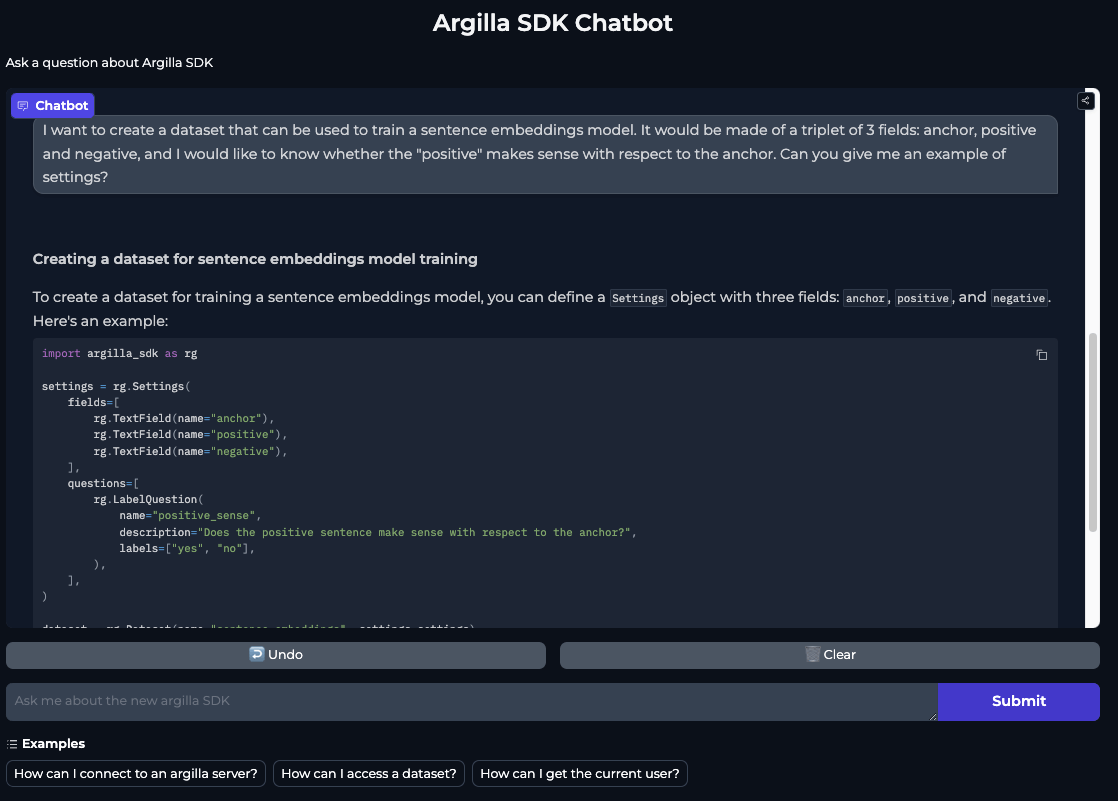 Argilla SDK Chatbot
Ask a question about Argilla SDK
Chatbot
I want to create a dataset that can be used to train a sentence embeddings model. It would be made of a triplet of 3 fields: anchor, positive
and negative, and I would like to know whether the "positive" makes sense with respect to the anchor. Can you give me an example of
settings?
Creating a dataset for sentence embeddings model training
To create a dataset for training a sentence embeddings model, you can define a Settings object with three fields: anchor, positive, and negative.
Here's an example:
import argilla_sdk as rg
settings = rg.Settings(
    fields=[
        rg.TextField(name="anchor"),
        rg.TextField(name="positive"),
        rg.TextField(name="negative"),
    ],
    questions=[
        rg.LabelQuestion(
            name="positive_sense",
            description="Does the positive sentence make sense with respect to the anchor?",
            labels=["yes", "no"],
        ),
    ],
)
Undo
Clear
Ask me about the new argilla SDK
Submit
Examples
How can I connect to an argilla server?
How can I access a dataset?
How can I get the current user?